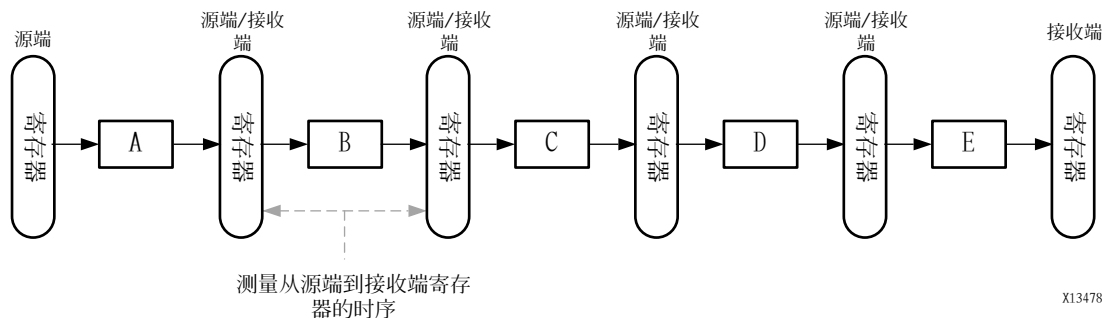 源端
源端/接收
端
源端/接收
端
源端/接收
端
源端/接收
端
接收端
寄存器
A
寄存器
B
寄存器
C
寄存器
D
寄存器
E
寄存器
测量从源端到接收端寄存
器的时序
X13478